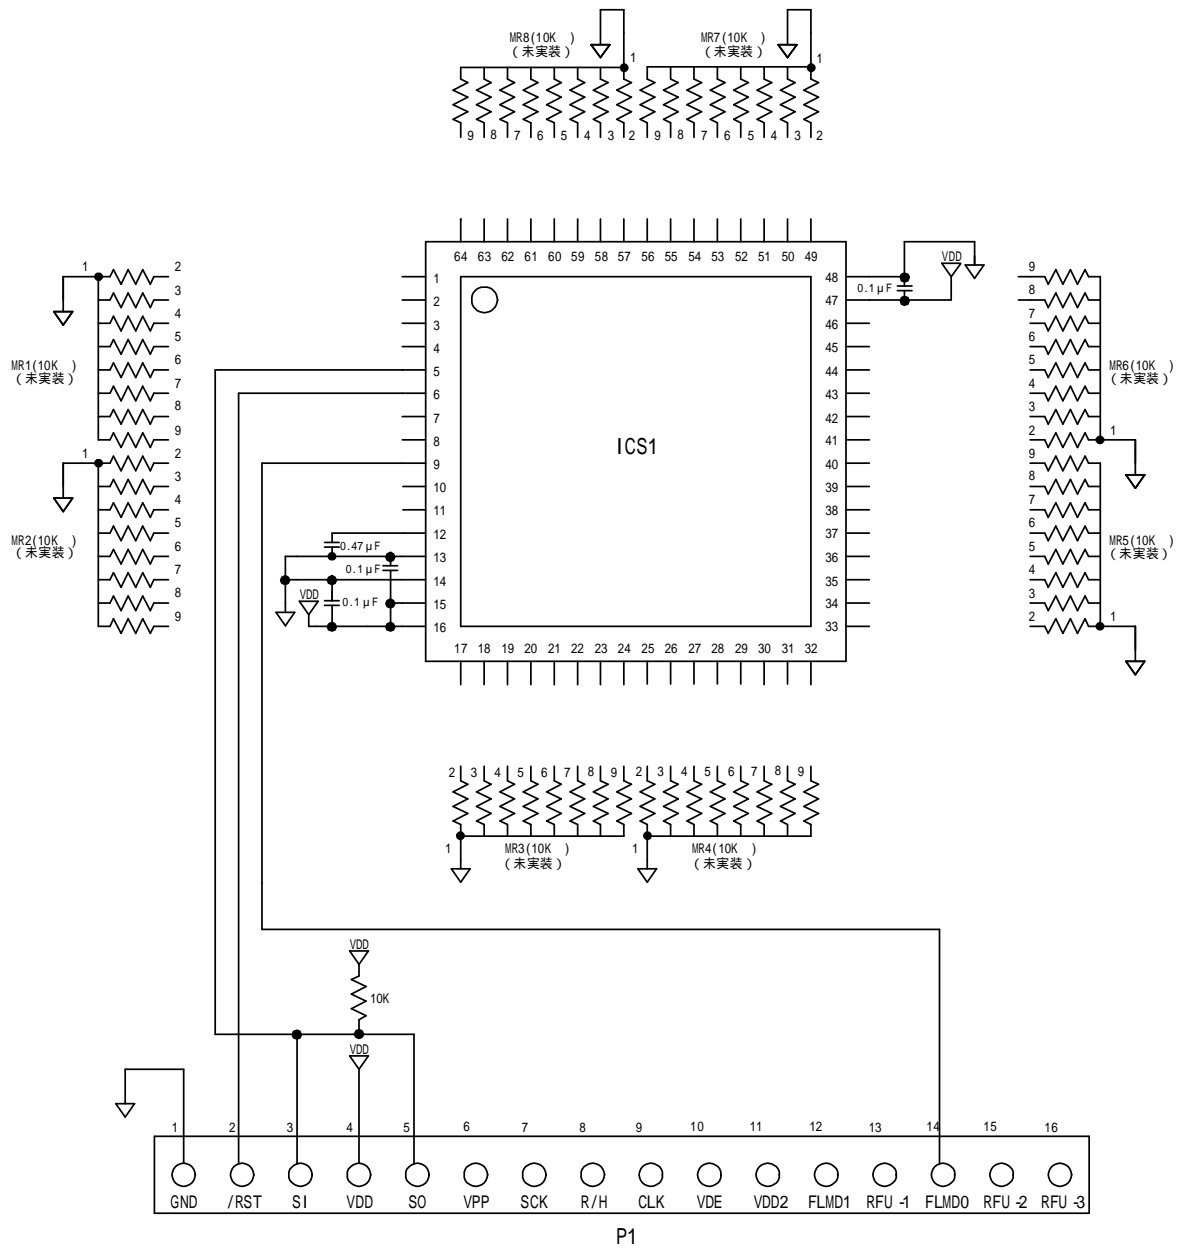 MR8(10K )
(未実装)
1
MR7(10K )
(未実装)
1
9 8 7 6 5 4 3 2 9 8 7 6 5 4 3 2
64 63 62 61 60 59 58 57 56 55 54 53 52 51 50 49
1
2
3
4
5
6
7
8
9
10
11
12
13
14
15
16
ICS1
48
47
46
45
44
43
42
41
40
39
38
37
36
35
34
33
17 18 19 20 21 22 23 24 25 26 27 28 29 30 31 32
0.1μF
VDD
1
2
3
4
5
6
7
8
9
MR1(10K )
(未実装)
1
2
3
4
5
6
7
8
9
MR2(10K )
(未実装)
0.47μF
0.1μF
VDD
0.1μF
9
8
7
6
5
4
3
2
1
MR6(10K )
(未実装)
9
8
7
6
5
4
3
2
1
MR5(10K )
(未実装)
2 3 4 5 6 7 8 9 2 3 4 5 6 7 8 9
1
MR3(10K )
(未実装)
1
MR4(10K )
(未実装)
VDD
10K
VDD
1 2 3 4 5 6 7 8 9 10 11 12 13 14 15 16
GND /RST SI VDD SO VPP SCK R/H CLK VDE VDD2 FLMD1 RFU-1 FLMD0 RFU-2 RFU-3
P1